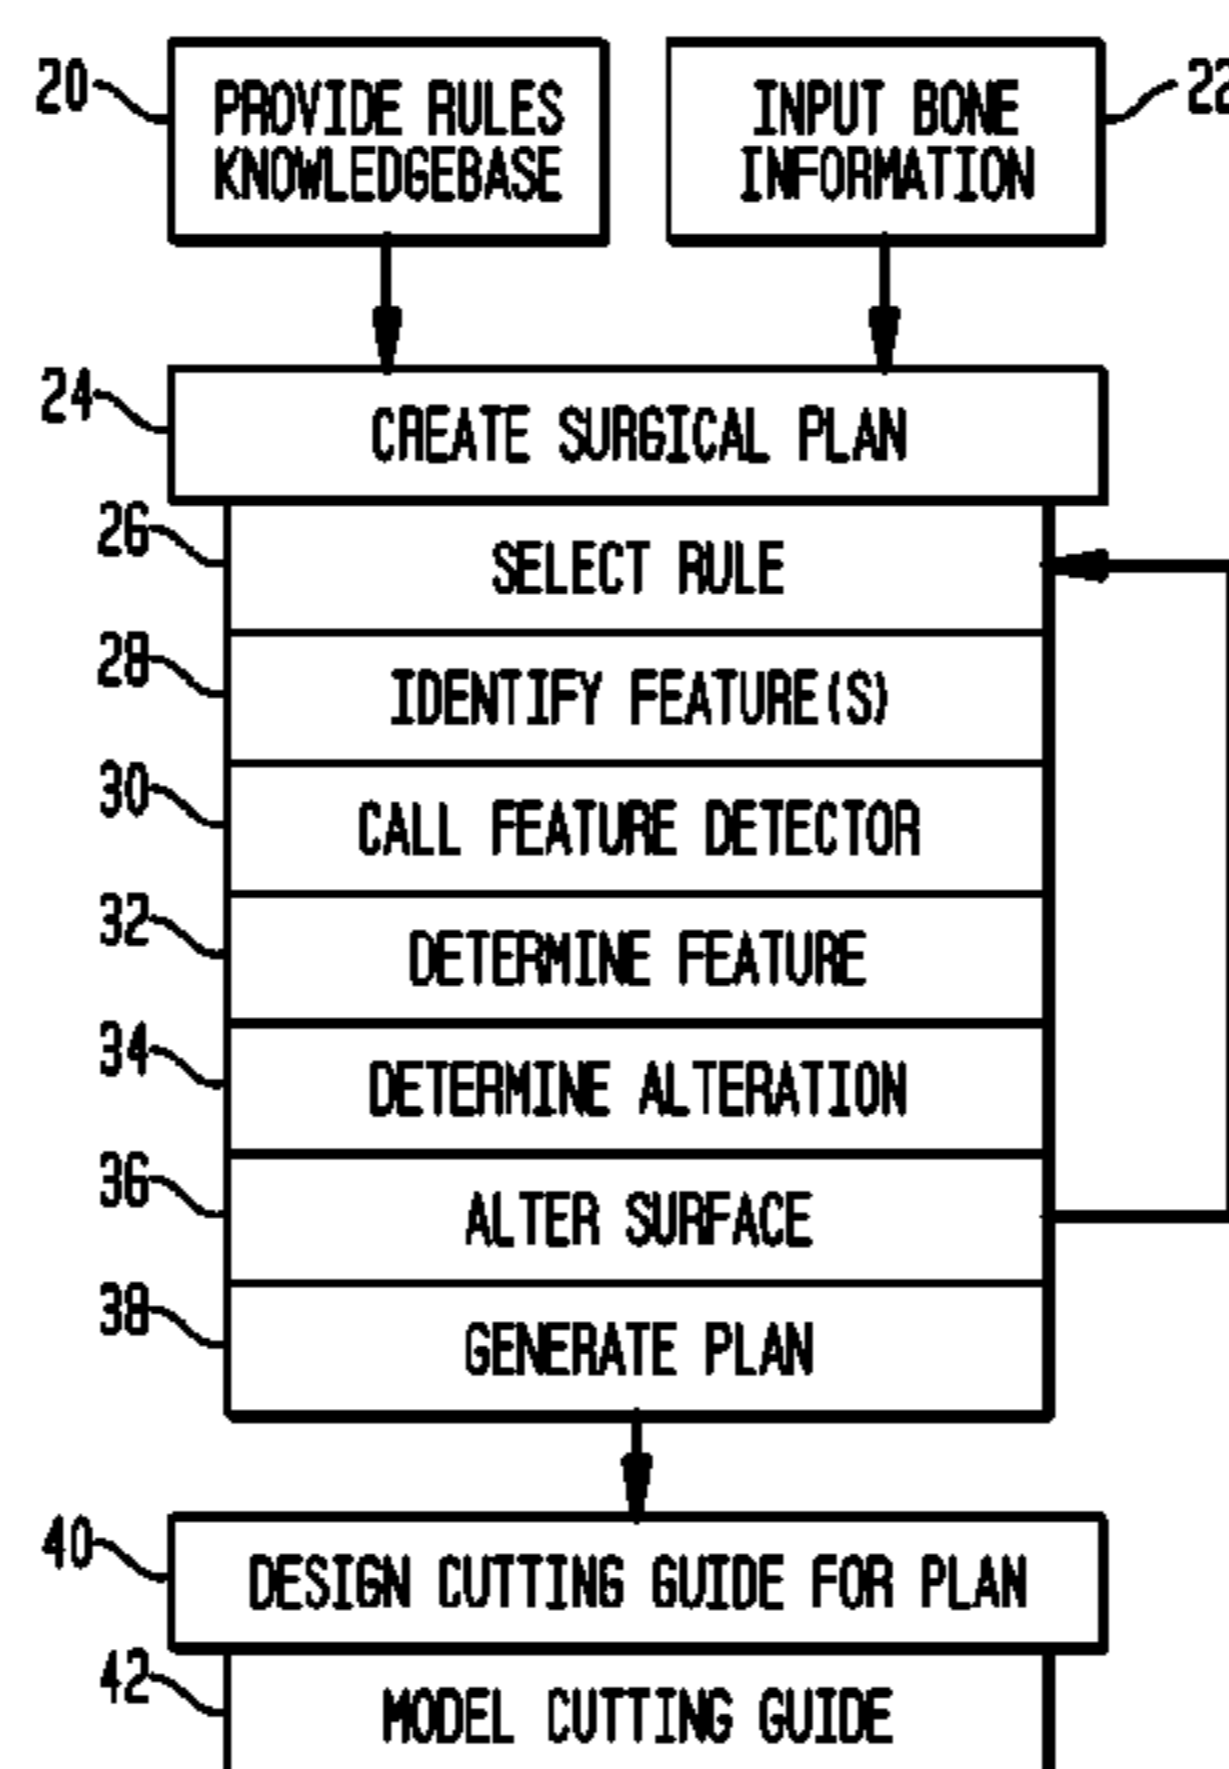 20
PROVIDE RULES
KNOWLEDGEBASE
INPUT BONE
INFORMATION
22
24
CREATE SURGICAL PLAN
26
SELECT RULE
28
IDENTIFY FEATURE(S)
30
CALL FEATURE DETECTOR
32
DETERMINE FEATURE
34
DETERMINE ALTERATION
36
ALTER SURFACE
38
GENERATE PLAN
40
DESIGN CUTTING GUIDE FOR PLAN
42
MODEL CUTTING GUIDE